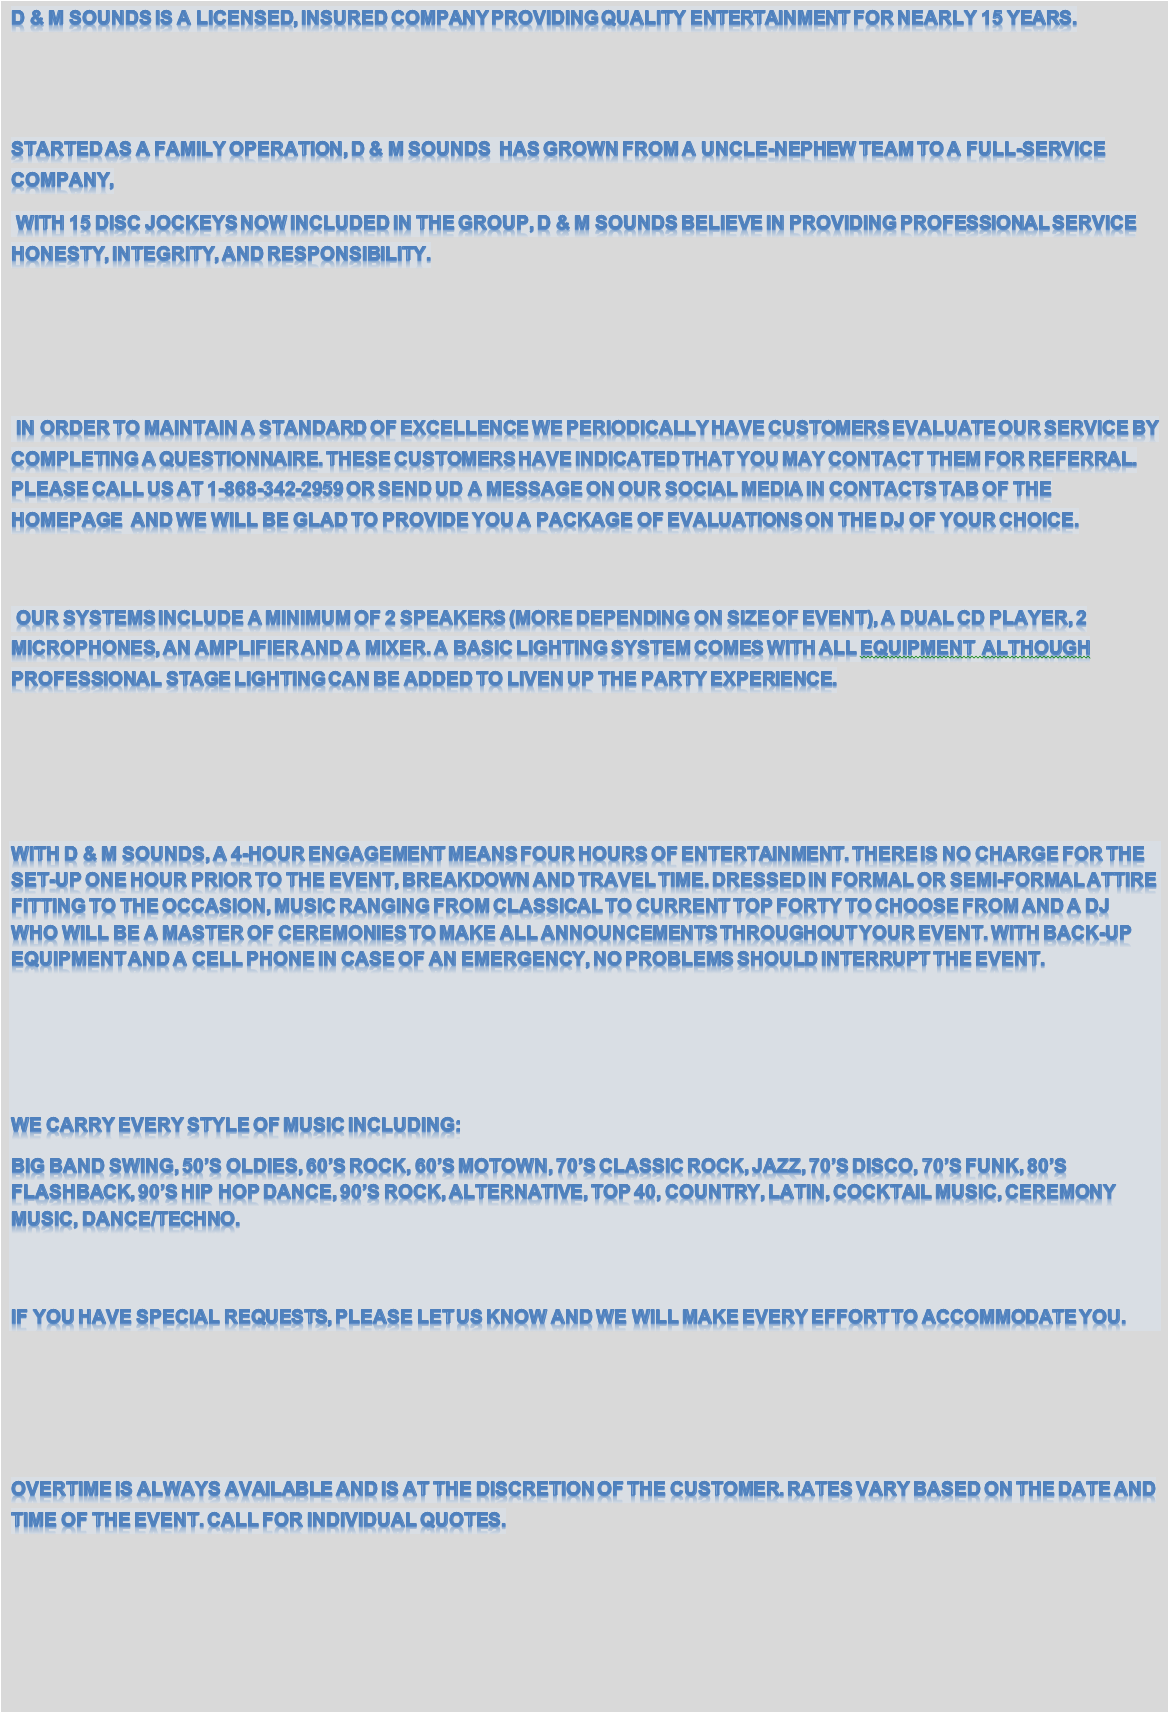 D & M SOUNDS IS A LICENSED, INSURED COMPANY PROVIDING QUALITY ENTERTAINMENT FOR NEARLY 15 YEARS.
STARTED AS A FAMILY OPERATION, D & M SOUNDS HAS GROWN FROM A UNCLE-NEPHEW TEAM TO A FULL-SERVICE
COMPANY,
WITH 15 DISC JOCKEYS NOW INCLUDED IN THE GROUP, D & M SOUNDS BELIEVE IN PROVIDING PROFESSIONAL SERVICE
HONESTY, INTEGRITY, AND RESPONSIBILITY.
IN ORDER TO MAINTAIN A STANDARD OF EXCELLENCE WE PERIODICALLY HAVE CUSTOMERS EVALUATE OUR SERVICE BY
COMPLETING A QUESTIONNAIRE. THESE CUSTOMERS HAVE INDICATED THAT YOU MAY CONTACT THEM FOR REFERRAL.
PLEASE CALL US AT 1-868-342-2959 OR SEND UD A MESSAGE ON OUR SOCIAL MEDIA IN CONTACTS TAB OF THE
HOMEPAGE AND WE WILL BE GLAD TO PROVIDE YOU A PACKAGE OF EVALUATIONS ON THE DJ OF YOUR CHOICE.
OUR SYSTEMS INCLUDE A MINIMUM OF 2 SPEAKERS (MORE DEPENDING ON SIZE OF EVENT), A DUAL CD PLAYER, 2
MICROPHONES, AN AMPLIFIER AND A MIXER. A BASIC LIGHTING SYSTEM COMES WITH ALL EQUIPMENT ALTHOUGH
PROFESSIONAL STAGE LIGHTING CAN BE ADDED TO LIVEN UP THE PARTY EXPERIENCE.
WITH D & M SOUNDS, A 4-HOUR ENGAGEMENT MEANS FOUR HOURS OF ENTERTAINMENT. THERE IS NO CHARGE FOR THE
SET-UP ONE HOUR PRIOR TO THE EVENT, BREAKDOWN AND TRAVEL TIME. DRESSED IN FORMAL OR SEMI-FORMAL ATTIRE
FITTING TO THE OCCASION, MUSIC RANGING FROM CLASSICAL TO CURRENT TOP FORTY TO CHOOSE FROM AND A DJ
WHO WILL BE A MASTER OF CEREMONIES TO MAKE ALL ANNOUNCEMENTS THROUGHOUT YOUR EVENT. WITH BACK-UP
EQUIPMENT AND A CELL PHONE IN CASE OF AN EMERGENCY, NO PROBLEMS SHOULD INTERRUPT THE EVENT.
WE CARRY EVERY STYLE OF MUSIC INCLUDING:
BIG BAND SWING, 50'S OLDIES, 60'S ROCK, 60'S MOTOWN, 70'S CLASSIC ROCK, JAZZ, 70'S DISCO, 70'S FUNK, 80'S
FLASHBACK, 90'S HIP HOP DANCE, 90'S ROCK, ALTERNATIVE, TOP 40, COUNTRY, LATIN, COCKTAIL MUSIC, CEREMONY
MUSIC, DANCE/TECHNO.
IF YOU HAVE SPECIAL REQUESTS, PLEASE LET US KNOW AND WE WILL MAKE EVERY EFFORT TO ACCOMMODATE YOU.
OVERTIME IS ALWAYS AVAILABLE AND IS AT THE DISCRETION OF THE CUSTOMER. RATES VARY BASED ON THE DATE AND
TIME OF THE EVENT. CALL FOR INDIVIDUAL QUOTES.